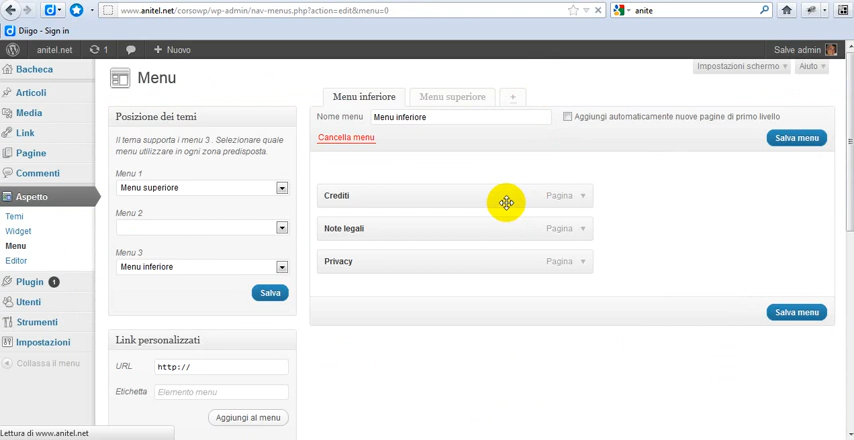 www.anitel.net/corsowp/wp-admin/nav-menus.php?action=edit&menu=0
anite
Diigo - Sign in
anitel.net
1
Nuovo
Salve admin
Bacheca
Articoli
Media
Link
Pagine
Commenti
Aspetto
Temi
Widget
Menu
Editor
Plugin 1
Utenti
Strumenti
Impostazioni
Collassa il menu
Lettura di www.anitel.net
Impostazioni schermo
Aiuto
Menu
Posizione dei temi
Il tema supporta i menu 3 . Selezionare quale
menu utilizzare in ogni zona predisposta.
Menu 1
Menu superiore
Menu 2
Menu 3
Menu inferiore
Salva
Link personalizzati
URL http://
Etichetta Elemento menu
Aggiungi al menu
Menu inferiore
Menu superiore
+
Nome menu Menu inferiore
Aggiungi automaticamente nuove pagine di primo livello
Cancella menu
Salva menu
Crediti Pagina
Note legali Pagina
Privacy Pagina
Salva menu